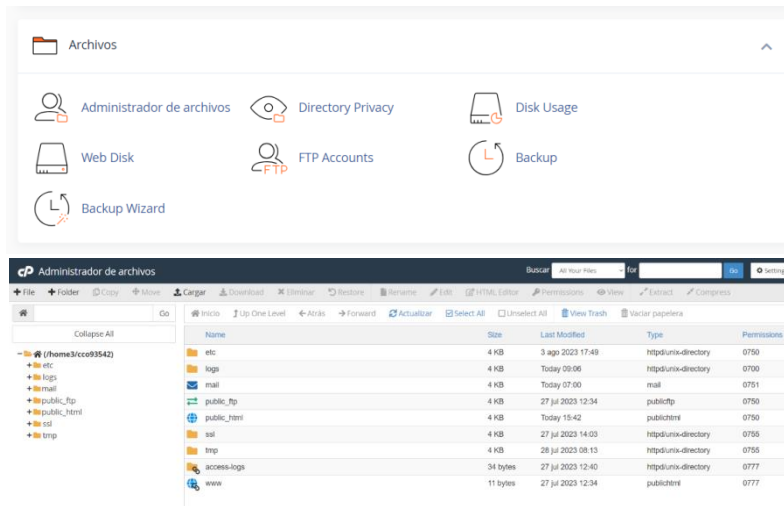 Archivos
Administrador de archivos Directory Privacy Disk Usage
Web Disk FTP Accounts Backup
Backup Wizard
cP Administrador de archivos Buscar All Your Files for Go Settings
File Folder Copy Move Cargar Download Eliminar Restore Rename Edit HTML Editor Permissions View Extract Compress
Go Inicio Up One Level Atrás Forward Actualizar Select All Unselect All View Trash Vaciar papelera
Collapse All Name Size Last Modified Type Permissions
(/home3/cco93542) etc 4 KB 3 ago 2023 17:49 httpd/unix-directory 0750
etc logs 4 KB Today 09:06 httpd/unix-directory 0700
logs mail 4 KB Today 07:00 mail 0751
mail public_ftp 4 KB 27 jul 2023 12:34 publicftp 0750
public_ftp public_html 4 KB Today 15:42 publichtml 0750
public_html ssl 4 KB 27 jul 2023 14:03 httpd/unix-directory 0755
ssl tmp 4 KB 28 jul 2023 08:13 httpd/unix-directory 0755
tmp access-logs 34 bytes 27 jul 2023 12:40 httpd/unix-directory 0777
www 11 bytes 27 jul 2023 12:34 publichtml 0777